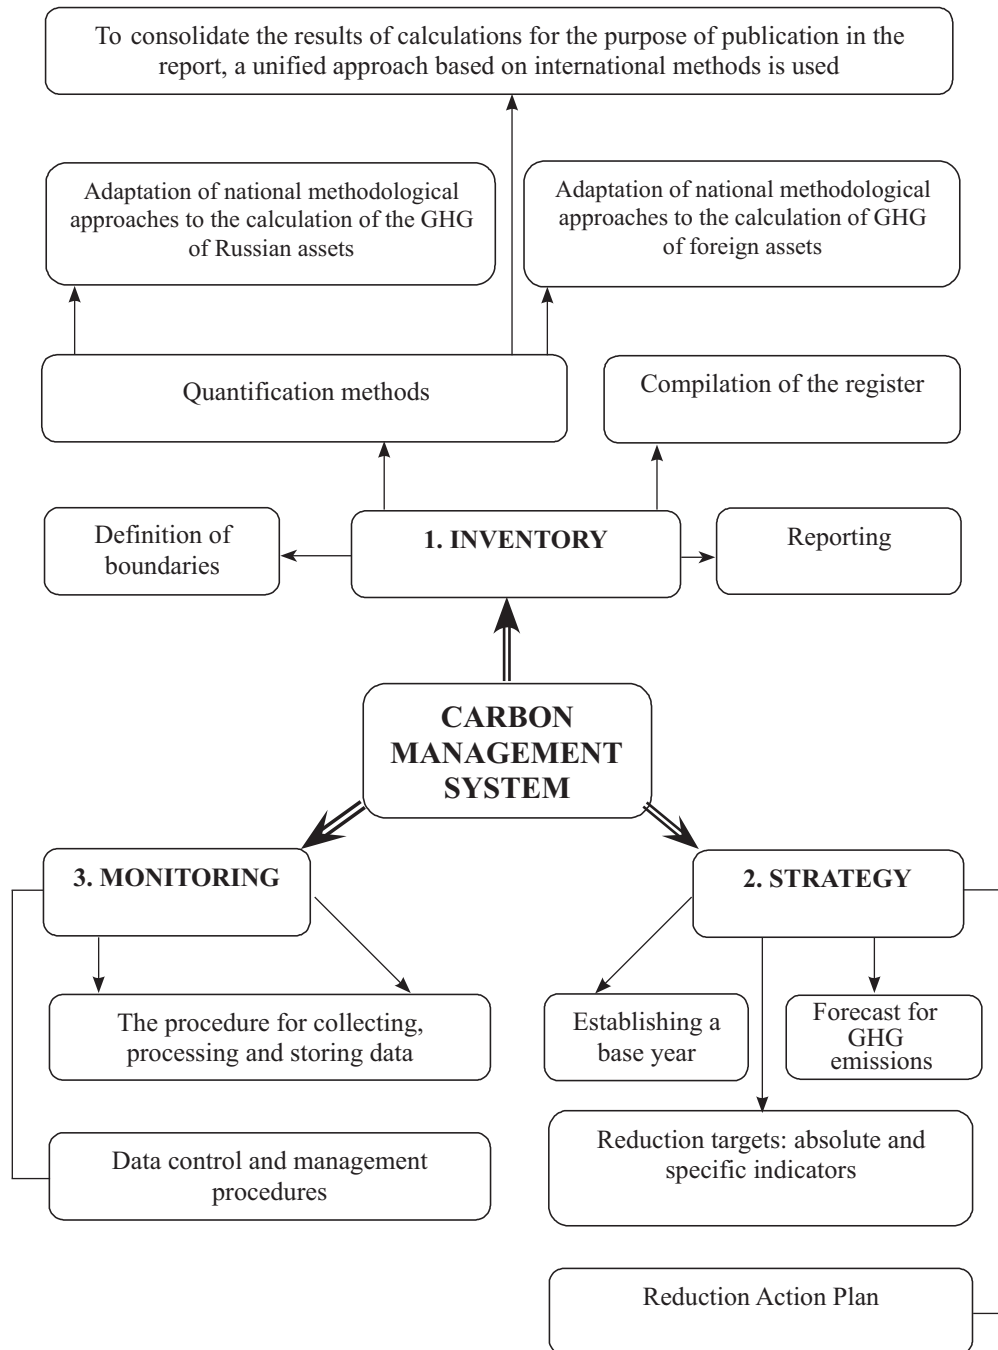 To consolidate the results of calculations for the purpose of publication in the
report, a unified approach based on international methods is used
Adaptation of national methodological
approaches to the calculation of the GHG
of Russian assets
Adaptation of national methodological
approaches to the calculation of GHG
of foreign assets
Quantification methods
Compilation of the register
Definition of
boundaries
1. INVENTORY
Reporting
CARBON
MANAGEMENT
SYSTEM
3. MONITORING
2. STRATEGY
The procedure for collecting,
processing and storing data
Establishing a
base year
Forecast for
GHG
emissions
Data control and management
procedures
Reduction targets: absolute and
specific indicators
Reduction Action Plan